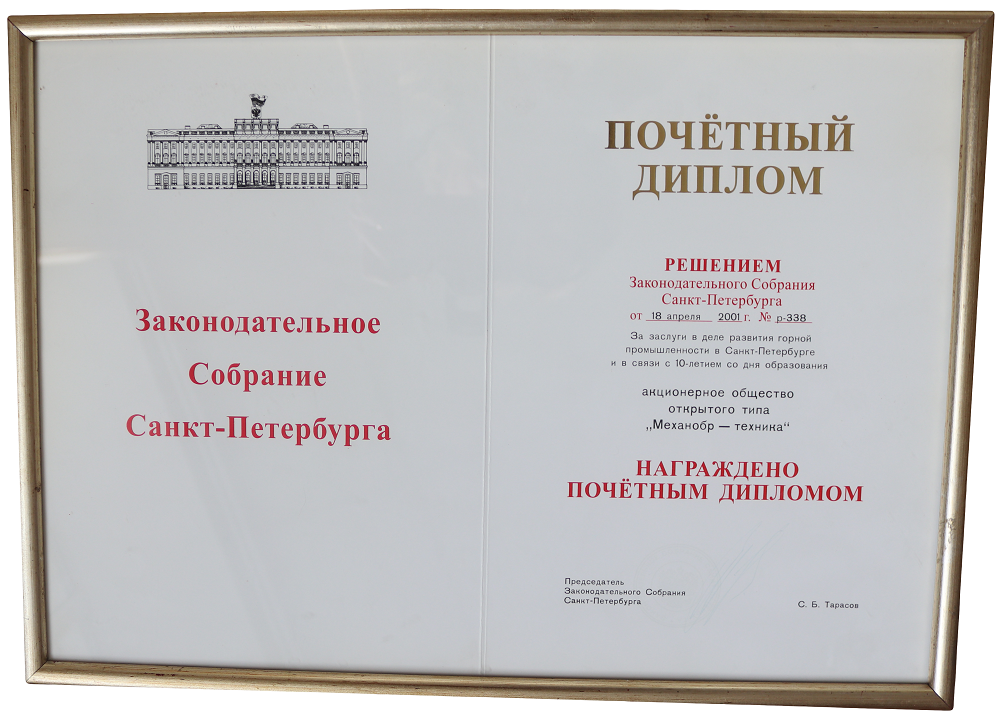 Законодательное
Собрание
Санкт-Петербурга
ПОЧЁТНЫЙ
ДИПЛОМ
РЕШЕНИЕМ
Законодательного Собрания
Санкт-Петербурга
от 18 апреля 2001 г. № р-338
За заслуги в деле развития горной
промышленности в Санкт-Петербурге
и в связи с 10-летием со дня образования
акционерное общество
открытого типа
„Механобр — техника“
НАГРАЖДЕНО
ПОЧЁТНЫМ ДИПЛОМОМ
Председатель
Законодательного Собрания
Санкт-Петербурга
С. Б. Тарасов